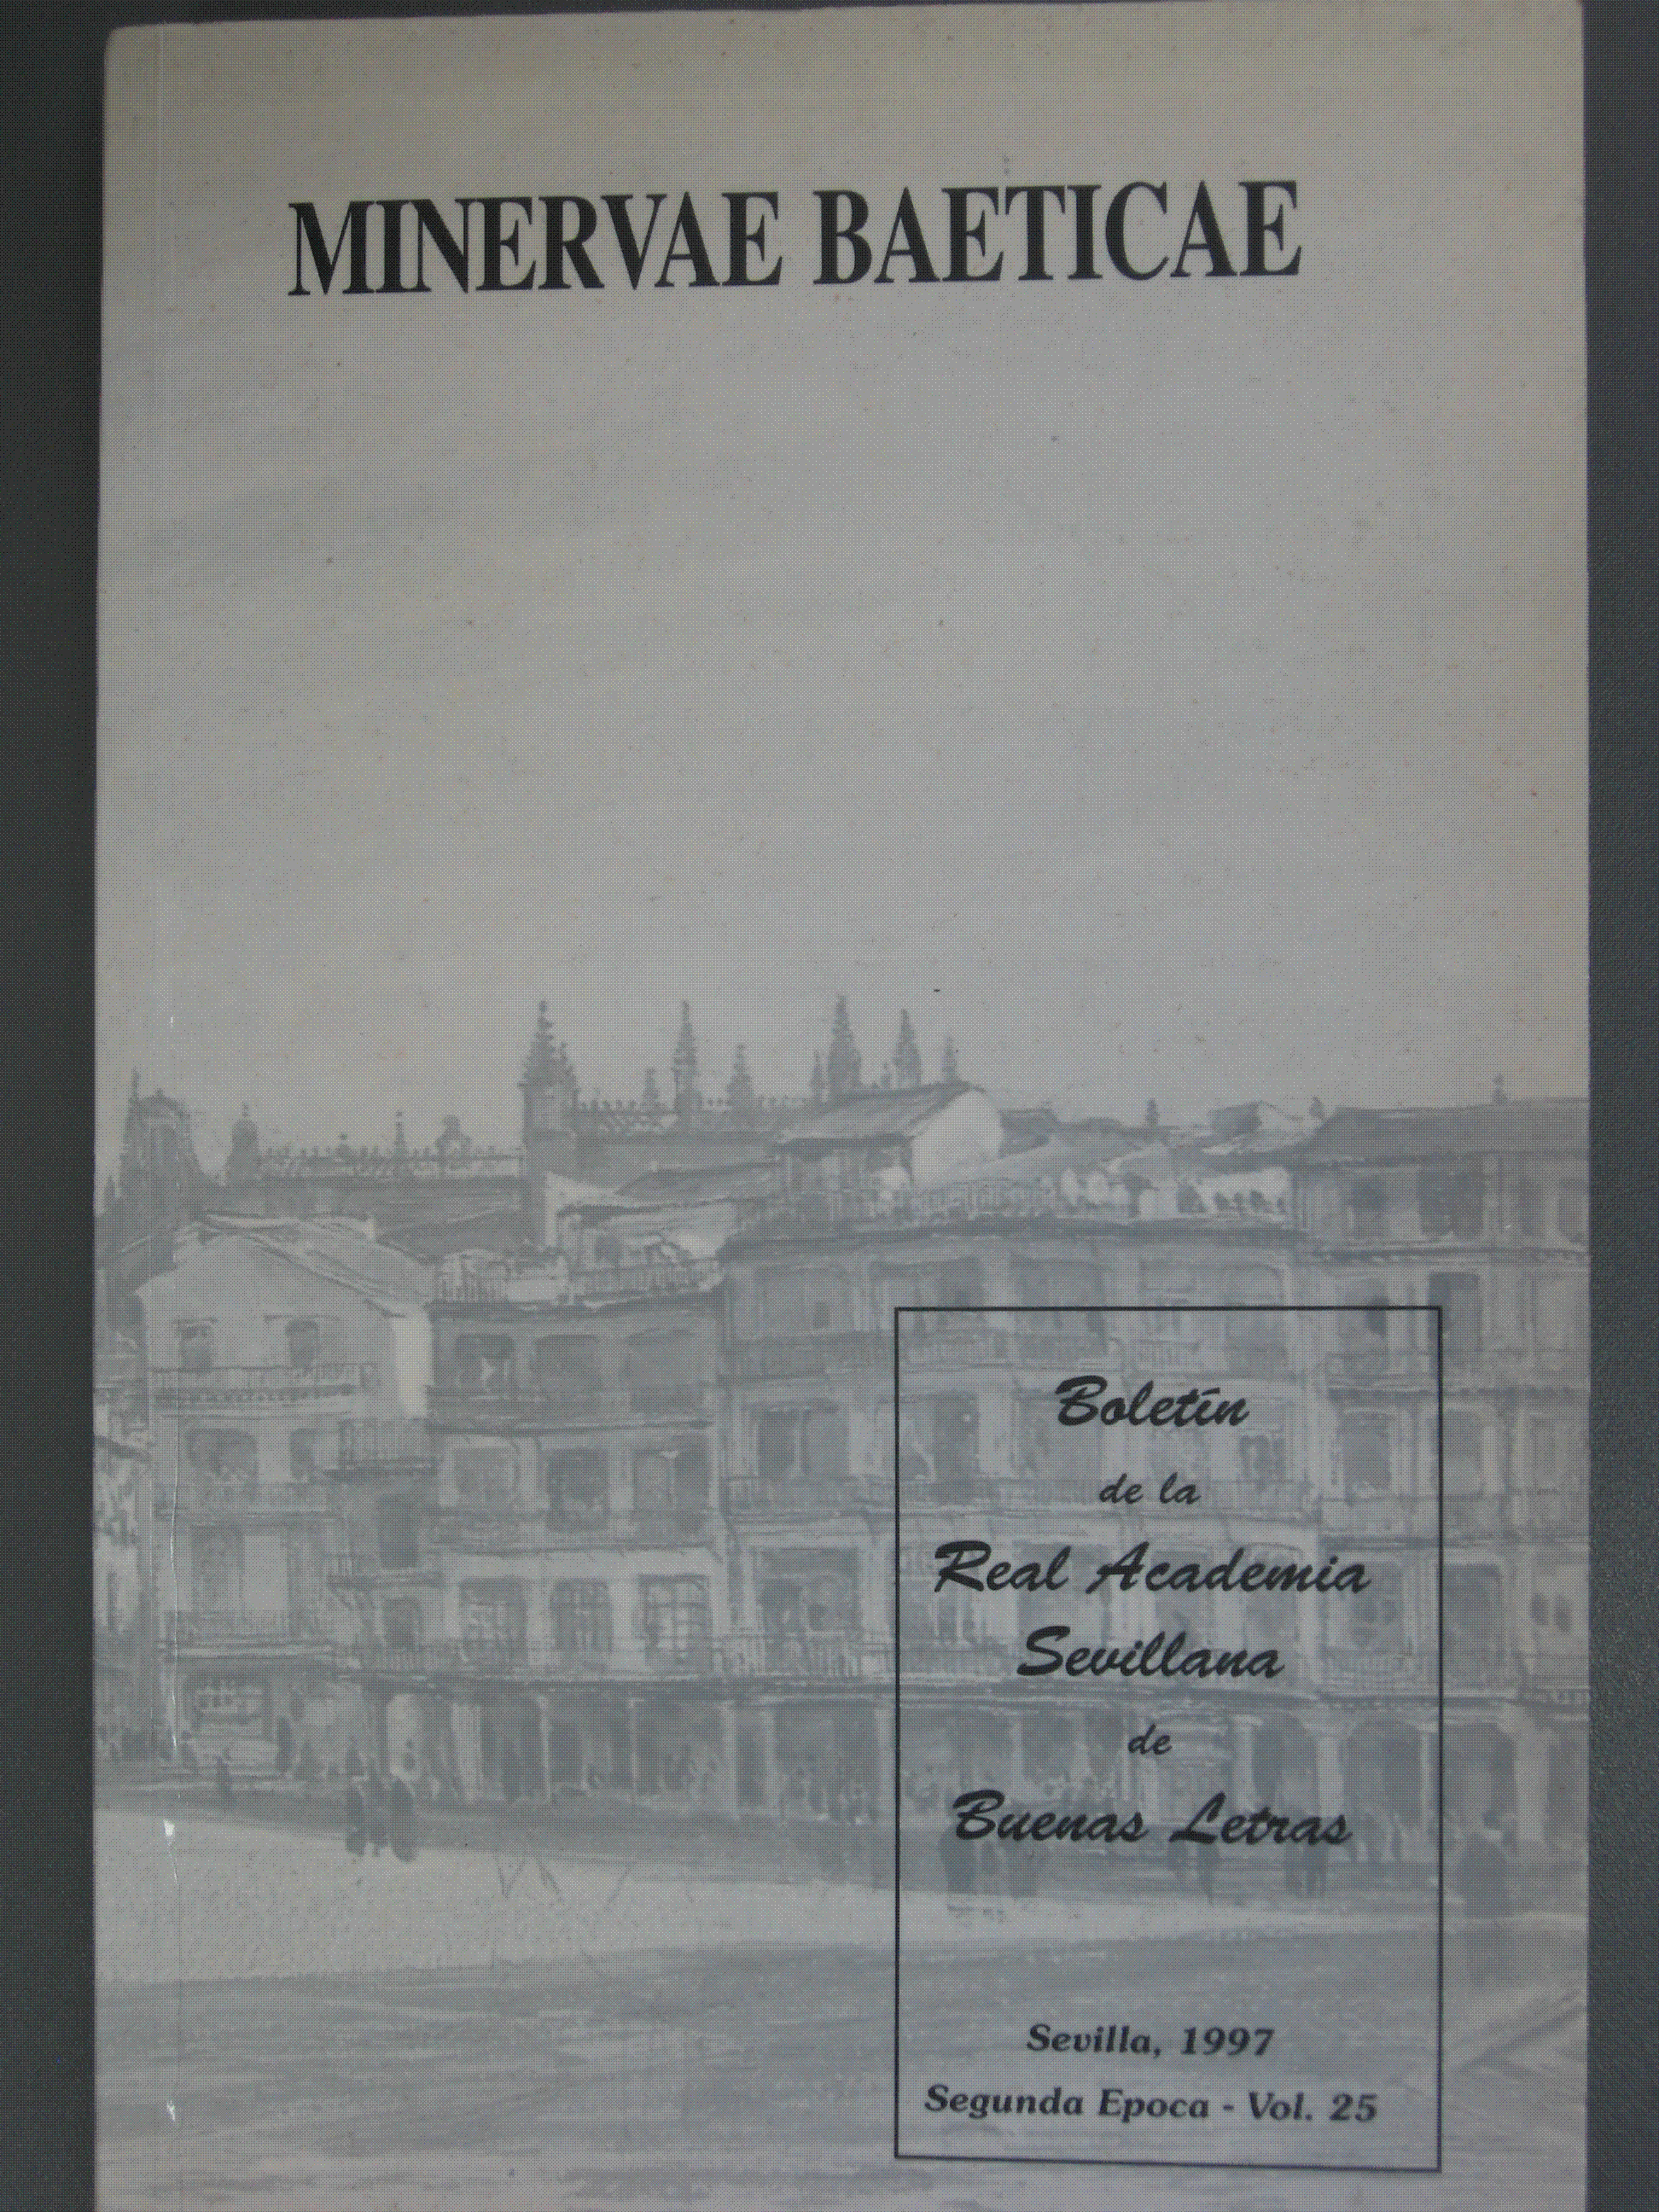 MINERVAE BAETICAE
Boletín
de la
Real Academia
Sevillana
de
Buenas Letras
Sevilla, 1997
Segunda Epoca - Vol. 25